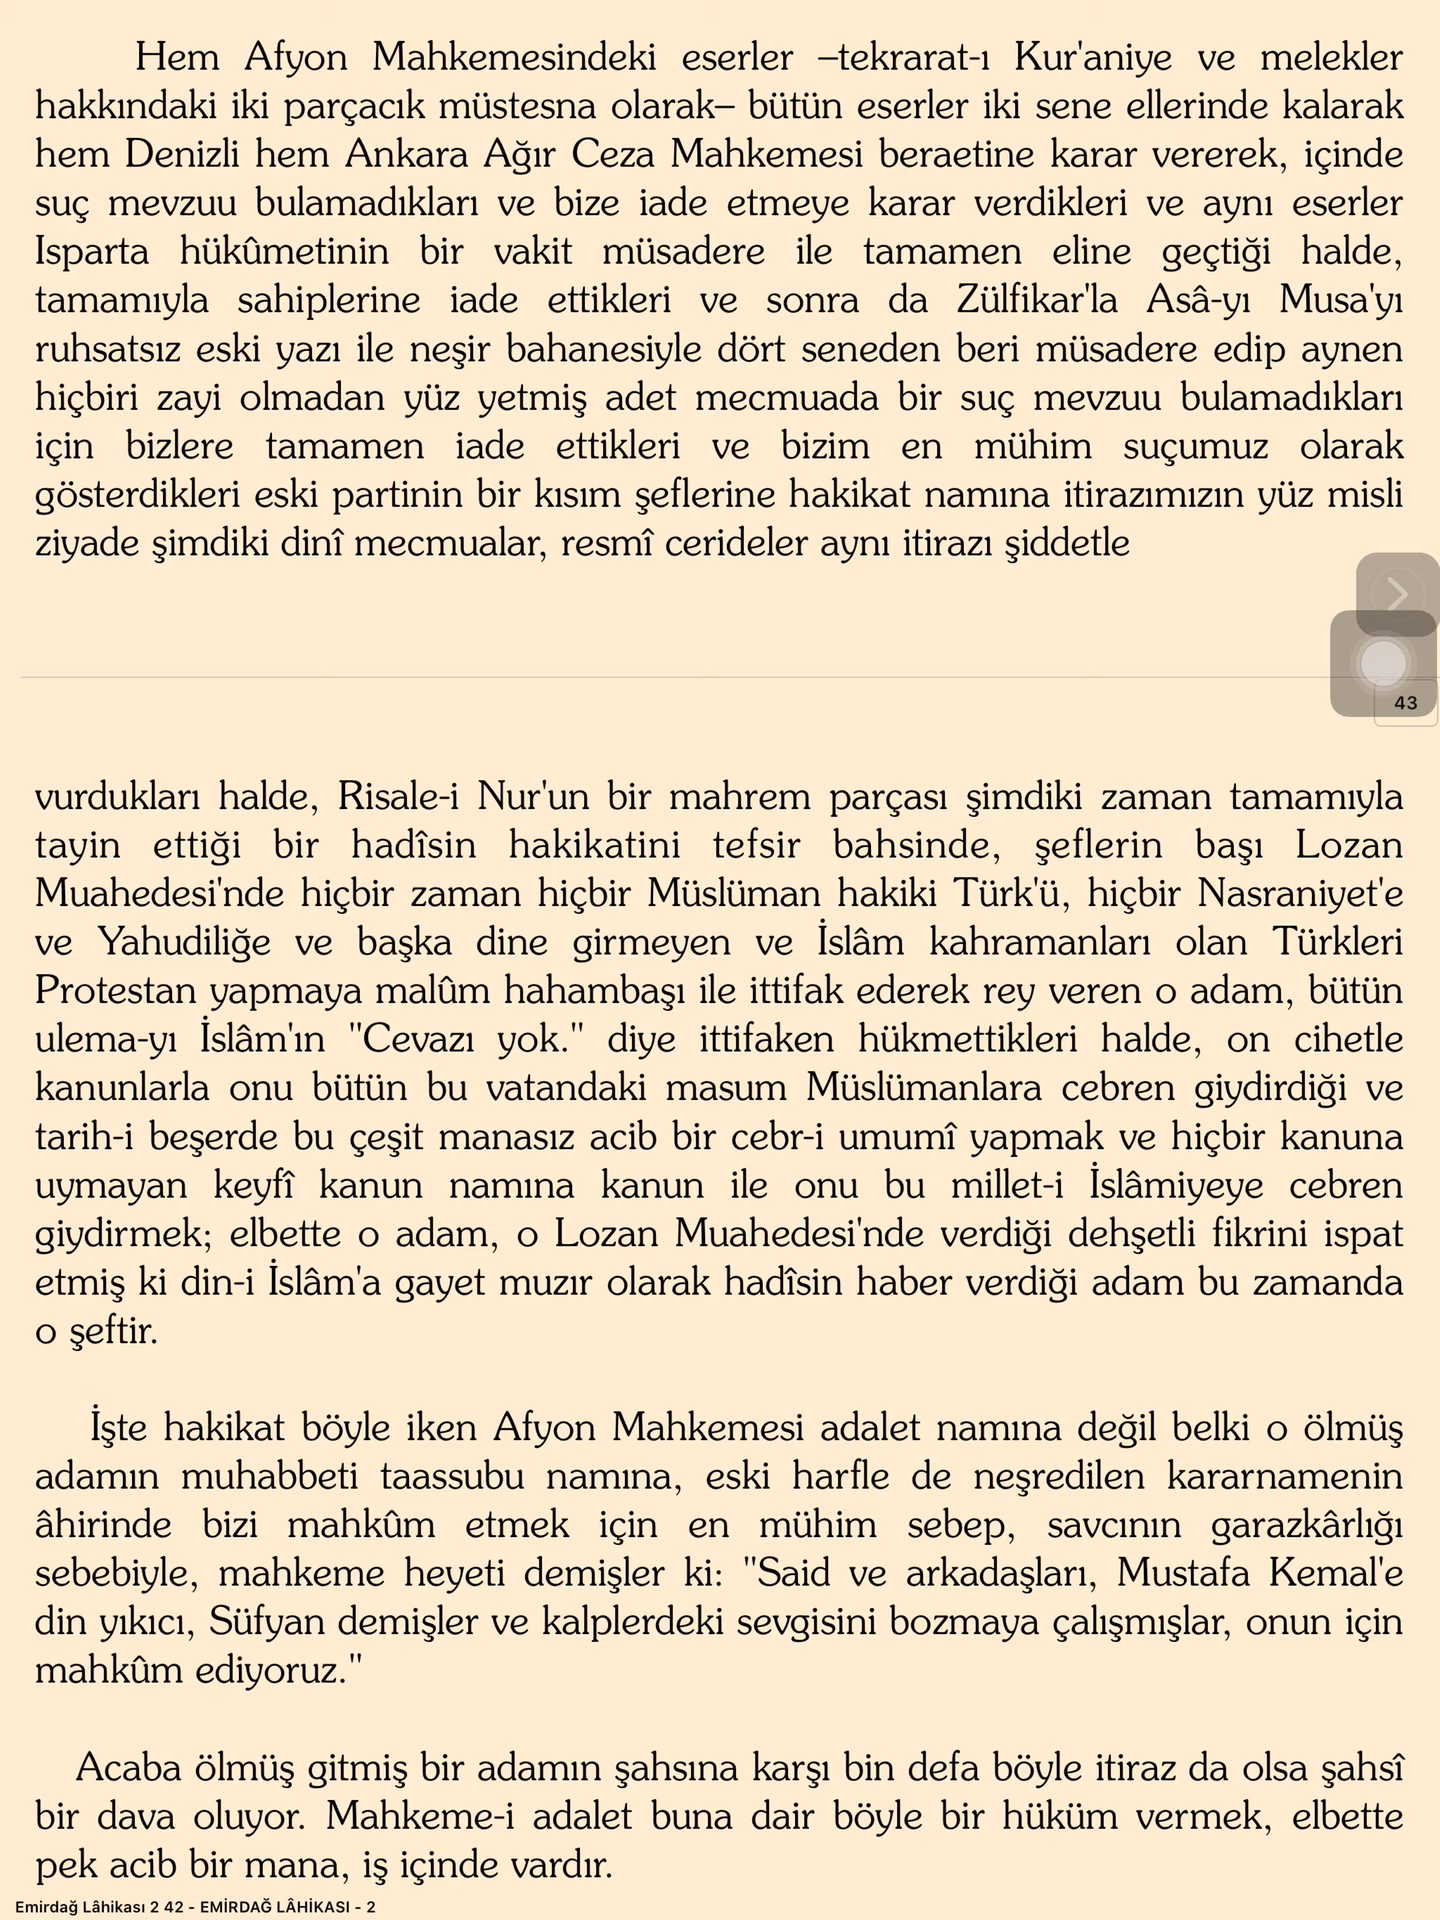 Hem Afyon Mahkemesindeki eserler –tekrarat-ı Kur'aniye ve melekler
hakkındaki iki parçacık müstesna olarak– bütün eserler iki sene ellerinde kalarak
hem Denizli hem Ankara Ağır Ceza Mahkemesi beraetine karar vererek, içinde
suç mevzuu bulamadıkları ve bize iade etmeye karar verdikleri ve aynı eserler
Isparta hükûmetinin bir vakit müsadere ile tamamen eline geçtiği halde,
tamamıyla sahiplerine iade ettikleri ve sonra da Zülfikar'la Asâ-yı Musa'yı
ruhsatsız eski yazı ile neşir bahanesiyle dört seneden beri müsadere edip aynen
hiçbiri zayi olmadan yüz yetmiş adet mecmuada bir suç mevzuu bulamadıkları
için bizlere tamamen iade ettikleri ve bizim en mühim suçumuz olarak
gösterdikleri eski partinin bir kısım şeflerine hakikat namına itirazımızın yüz misli
ziyade şimdiki dinî mecmualar, resmî cerideler aynı itirazı şiddetle
43
vurdukları halde, Risale-i Nur'un bir mahrem parçası şimdiki zaman tamamıyla
tayin ettiği bir hadîsin hakikatini tefsir bahsinde, şeflerin başı Lozan
Muahedesi'nde hiçbir zaman hiçbir Müslüman hakiki Türk'ü, hiçbir Nasraniyet'e
ve Yahudiliğe ve başka dine girmeyen ve İslâm kahramanları olan Türkleri
Protestan yapmaya malûm hahambaşı ile ittifak ederek rey veren o adam, bütün
ulema-yı İslâm'ın "Cevazı yok." diye ittifaken hükmettikleri halde, on cihetle
kanunlarla onu bütün bu vatandaki masum Müslümanlara cebren giydirdiği ve
tarih-i beşerde bu çeşit manasız acib bir cebr-i umumî yapmak ve hiçbir kanuna
uymayan keyfî kanun namına kanun ile onu bu millet-i İslâmiyeye cebren
giydirmek; elbette o adam, o Lozan Muahedesi'nde verdiği dehşetli fikrini ispat
etmiş ki din-i İslâm'a gayet muzır olarak hadîsin haber verdiği adam bu zamanda
o şeftir.
İşte hakikat böyle iken Afyon Mahkemesi adalet namına değil belki o ölmüş
adamın muhabbeti taassubu namına, eski harfle de neşredilen kararnamenin
âhirinde bizi mahkûm etmek için en mühim sebep, savcının garazkârlığı
sebebiyle, mahkeme heyeti demişler ki: "Said ve arkadaşları, Mustafa Kemal'e
din yıkıcı, Süfyan demişler ve kalplerdeki sevgisini bozmaya çalışmışlar, onun için
mahkûm ediyoruz."
Acaba ölmüş gitmiş bir adamın şahsına karşı bin defa böyle itiraz da olsa şahsî
bir dava oluyor. Mahkeme-i adalet buna dair böyle bir hüküm vermek, elbette
pek acib bir mana, iş içinde vardır.
Emirdağ Lâhikası 2 42 - EMİRDAĞ LÂHİKASI - 2